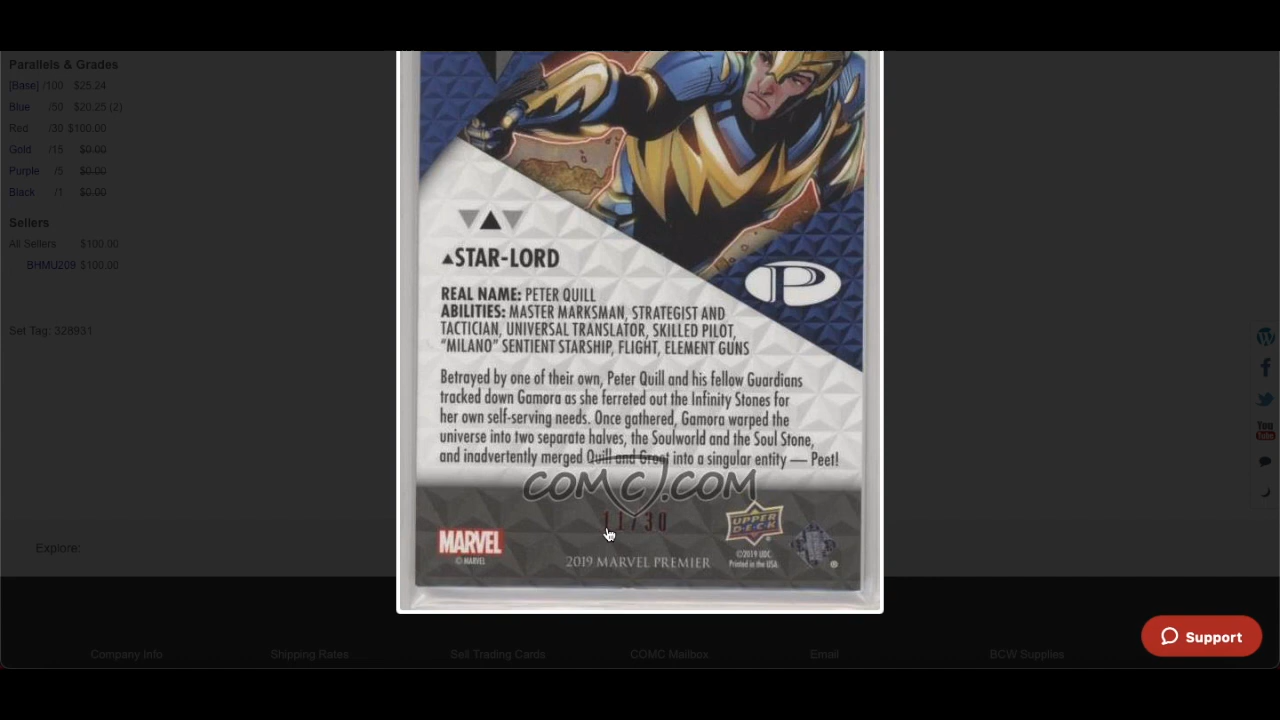 Parallels & Grades
[Base] /100 $25.24
Blue /50 $20.25 (2)
Red /30 $100.00
Gold /15 $0.00
Purple /5 $0.00
Black /1 $0.00
Sellers
All Sellers $100.00
BHMU209 $100.00
Set Tag: 328931
Explore:
▲STAR-LORD
REAL NAME: PETER QUILL
ABILITIES: MASTER MARKSMAN, STRATEGIST AND
TACTICIAN, UNIVERSAL TRANSLATOR, SKILLED PILOT,
“MILANO” SENTIENT STARSHIP, FLIGHT, ELEMENT GUNS
Betrayed by one of their own, Peter Quill and his fellow Guardians
tracked down Gamora as she ferreted out the Infinity Stones for
her own self-serving needs. Once gathered, Gamora warped the
universe into two separate halves, the Soulworld and the Soul Stone,
and inadvertently merged Quill and Groot into a singular entity — Peet!
P
COMC.COM
11/30
MARVEL
© MARVEL
2019 MARVEL PREMIER
UPPER
DECK
©2019 UDC.
Printed in the USA.
You
Tube
Support
Company Info Shipping Rates Sell Trading Cards COMC Mailbox Email BCW Supplies